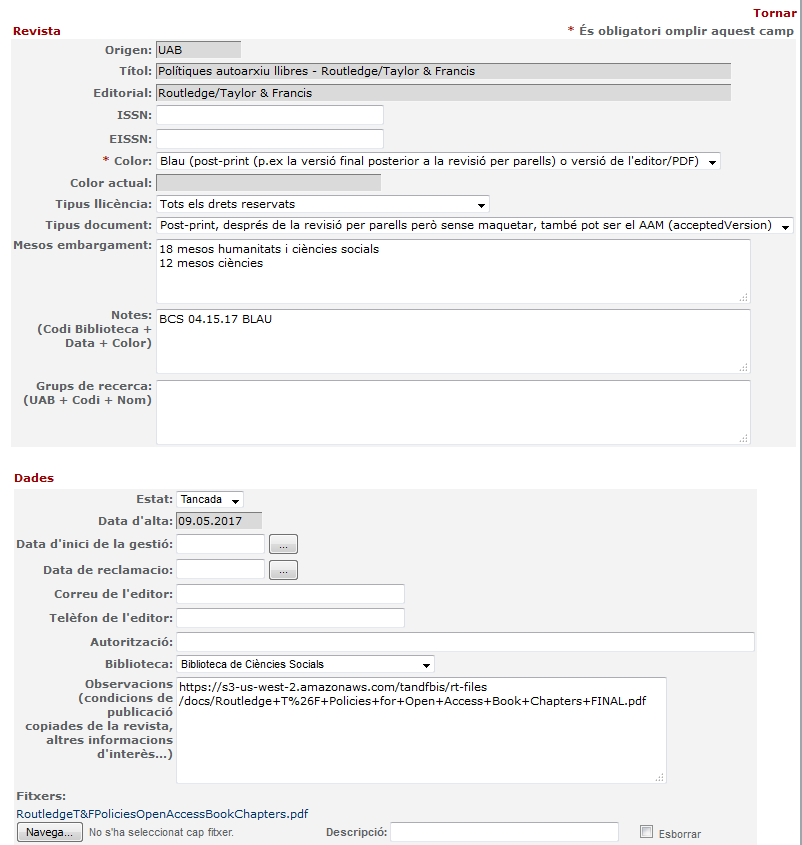 Tornar
Revista
* És obligatori omplir aquest camp
Origen: UAB
Títol: Polítiques autoarxiu llibres - Routledge/Taylor & Francis
Editorial: Routledge/Taylor & Francis
ISSN:
EISSN:
* Color: Blau (post-print (p.ex la versió final posterior a la revisió per parells) o versió de l'editor/PDF)
Color actual:
Tipus llicència: Tots els drets reservats
Tipus document: Post-print, després de la revisió per parells però sense maquetar, també pot ser el AAM (acceptedVersion)
Mesos embargament: 18 mesos humanitats i ciències socials
12 mesos ciències
Notes: BCS 04.15.17 BLAU
(Codi Biblioteca +
Data + Color)
Grups de recerca:
(UAB + Codi + Nom)
Dades
Estat: Tancada
Data d'alta: 09.05.2017
Data d'inici de la gestió: ...
Data de reclamacio: ...
Correu de l'editor:
Telèfon de l'editor:
Autorització:
Biblioteca: Biblioteca de Ciències Socials
Observacions
(condicions de
publicació
copiades de la revista,
altres informacions
d'interès...)
https://s3-us-west-2.amazonaws.com/tandfbis/rt-files
/docs/Routledge+T%26F+Policies+for+Open+Access+Book+Chapters+FINAL.pdf
Fitxers:
RoutledgeT&FPoliciesOpenAccessBookChapters.pdf
Navega... No s'ha seleccionat cap fitxer. Descripció: Esborrar